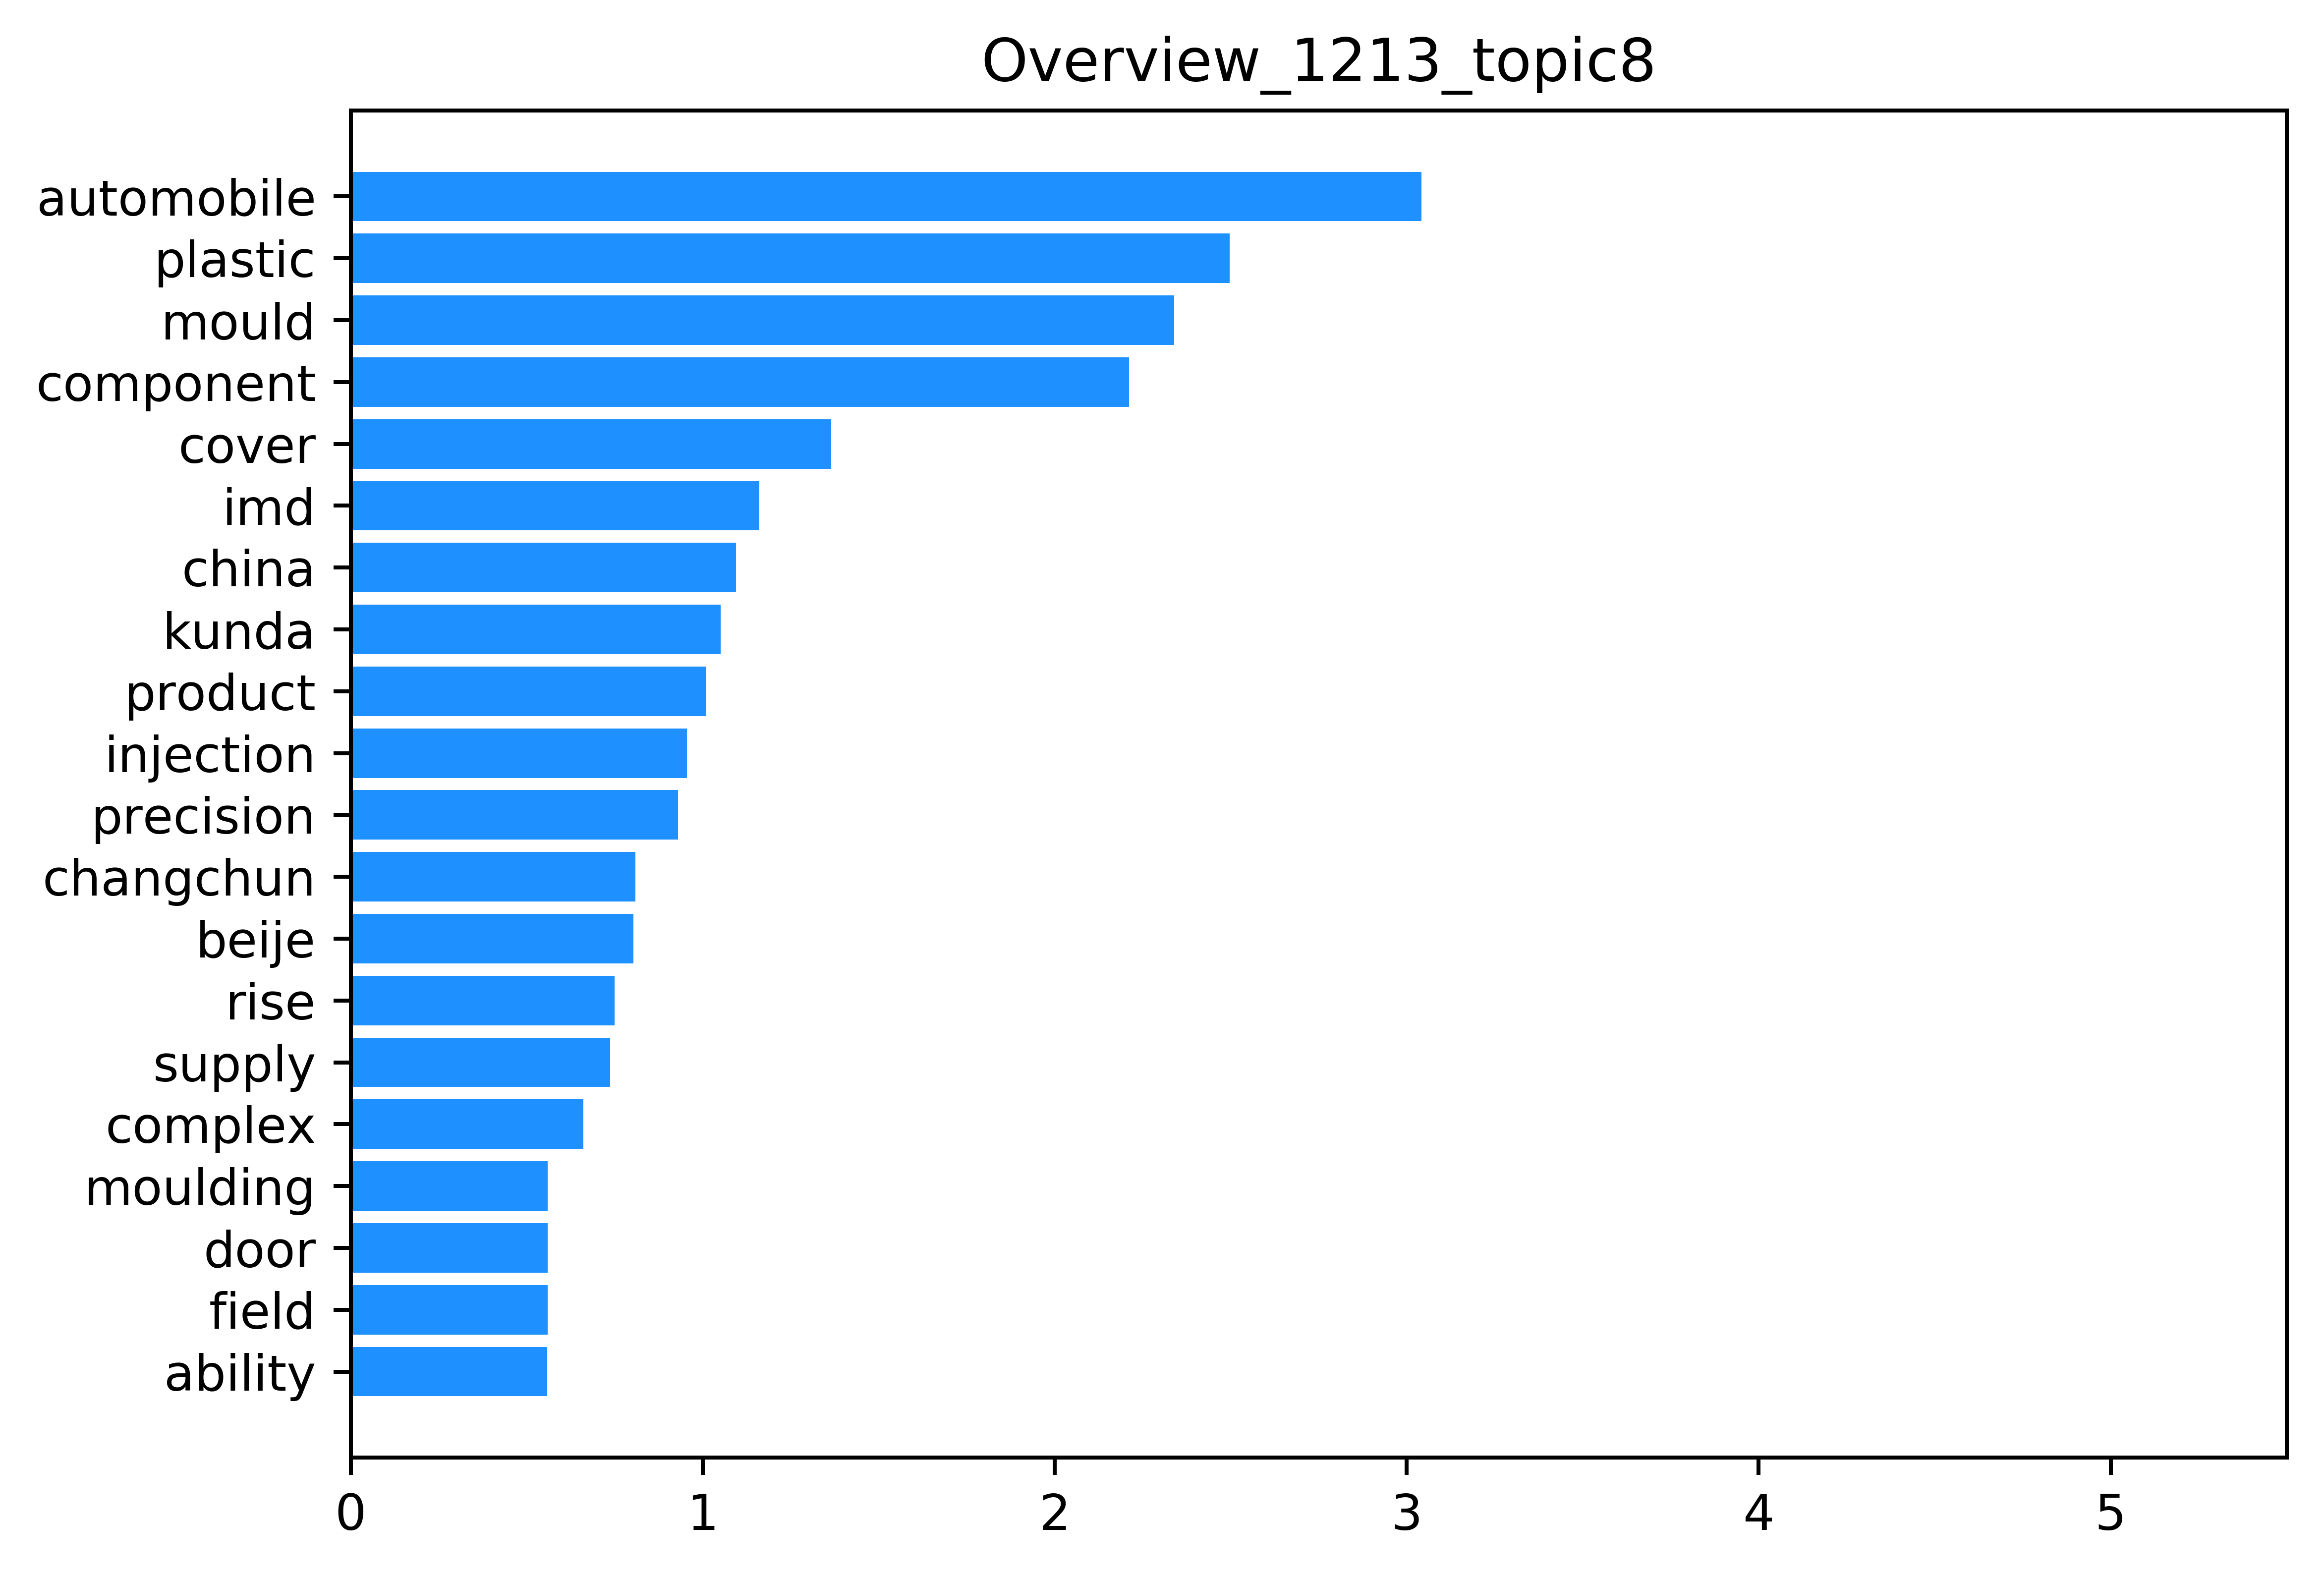 Overview_1213_topic8
automobile
plastic
mould
component
cover
imd
china
kunda
product
injection
precision
changchun
beije
rise
supply
complex
moulding
door
field
ability
0 1 2 3 4 5